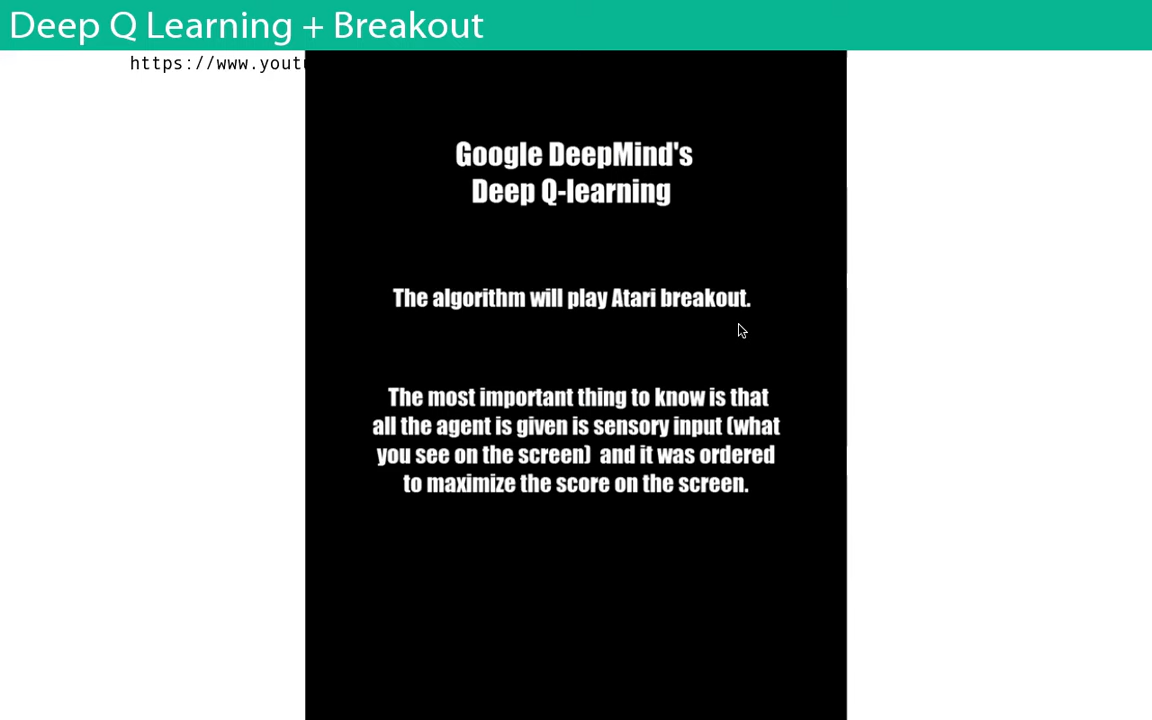 Deep Q Learning + Breakout
https://www.yout
Google DeepMind's
Deep Q-learning
The algorithm will play Atari breakout.
The most important thing to know is that
all the agent is given is sensory input (what
you see on the screen) and it was ordered
to maximize the score on the screen.